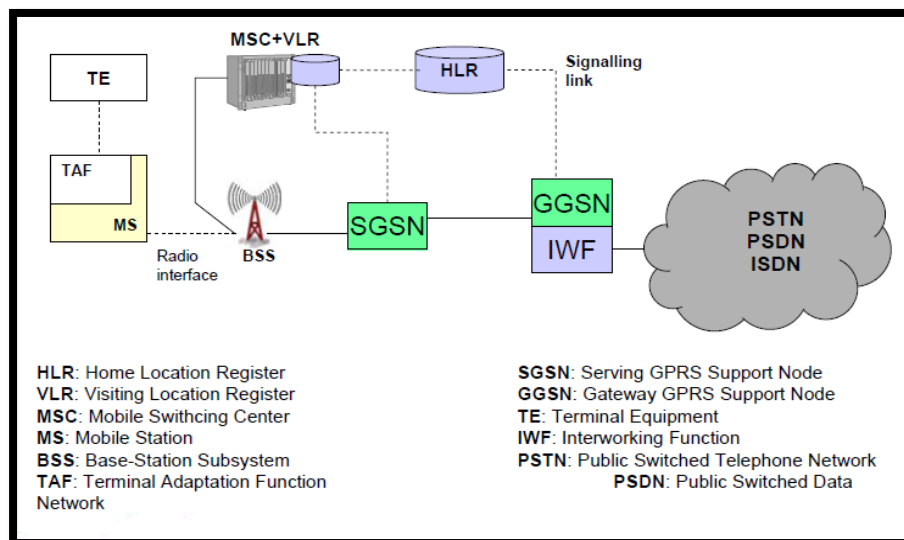 MSC+VLR
TE
HLR
Signalling
link
TAF
MS
Radio
interface
BSS
SGSN
GGSN
IWF
PSTN
PSDN
ISDN
HLR: Home Location Register
VLR: Visiting Location Register
MSC: Mobile Swithcing Center
MS: Mobile Station
BSS: Base-Station Subsystem
TAF: Terminal Adaptation Function
Network
SGSN: Serving GPRS Support Node
GGSN: Gateway GPRS Support Node
TE: Terminal Equipment
IWF: Interworking Function
PSTN: Public Switched Telephone Network
PSDN: Public Switched Data